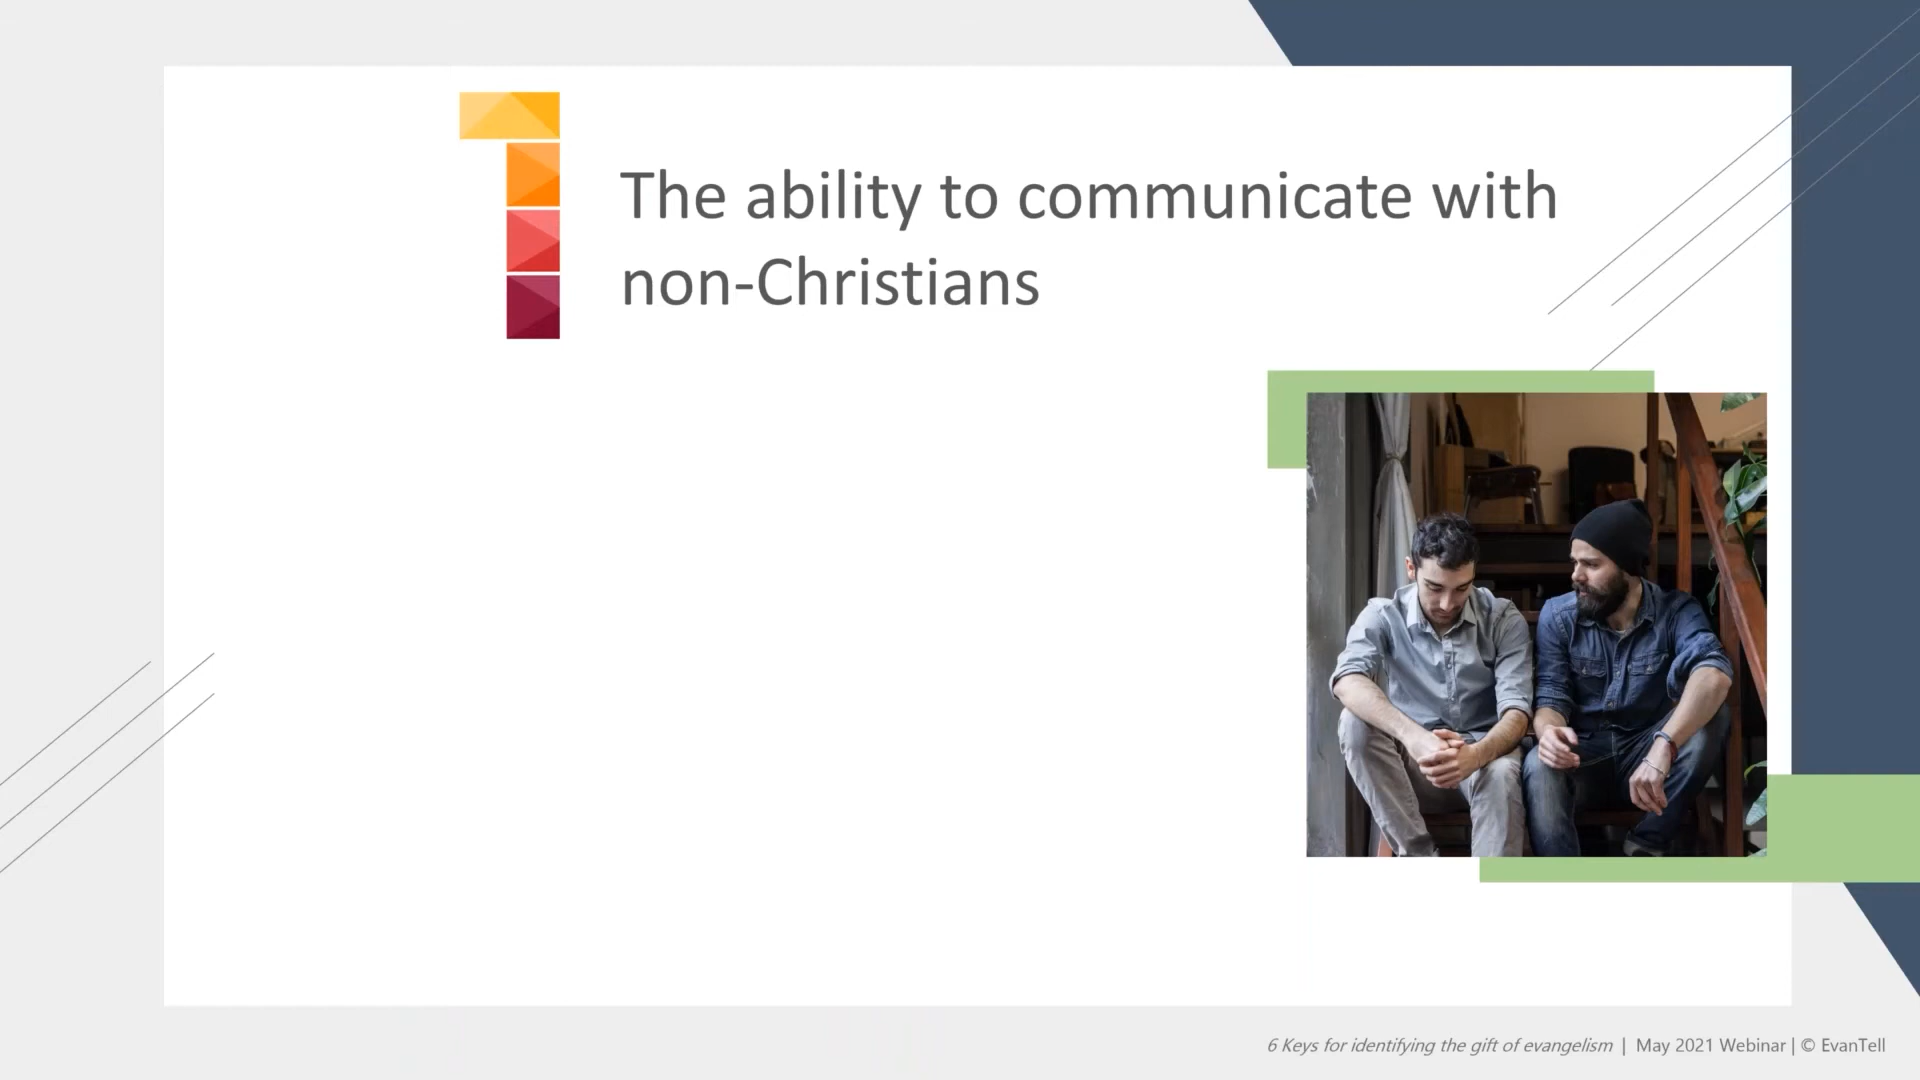 1
The ability to communicate with
non-Christians
6 Keys for identifying the gift of evangelism | May 2021 Webinar | © EvanTell